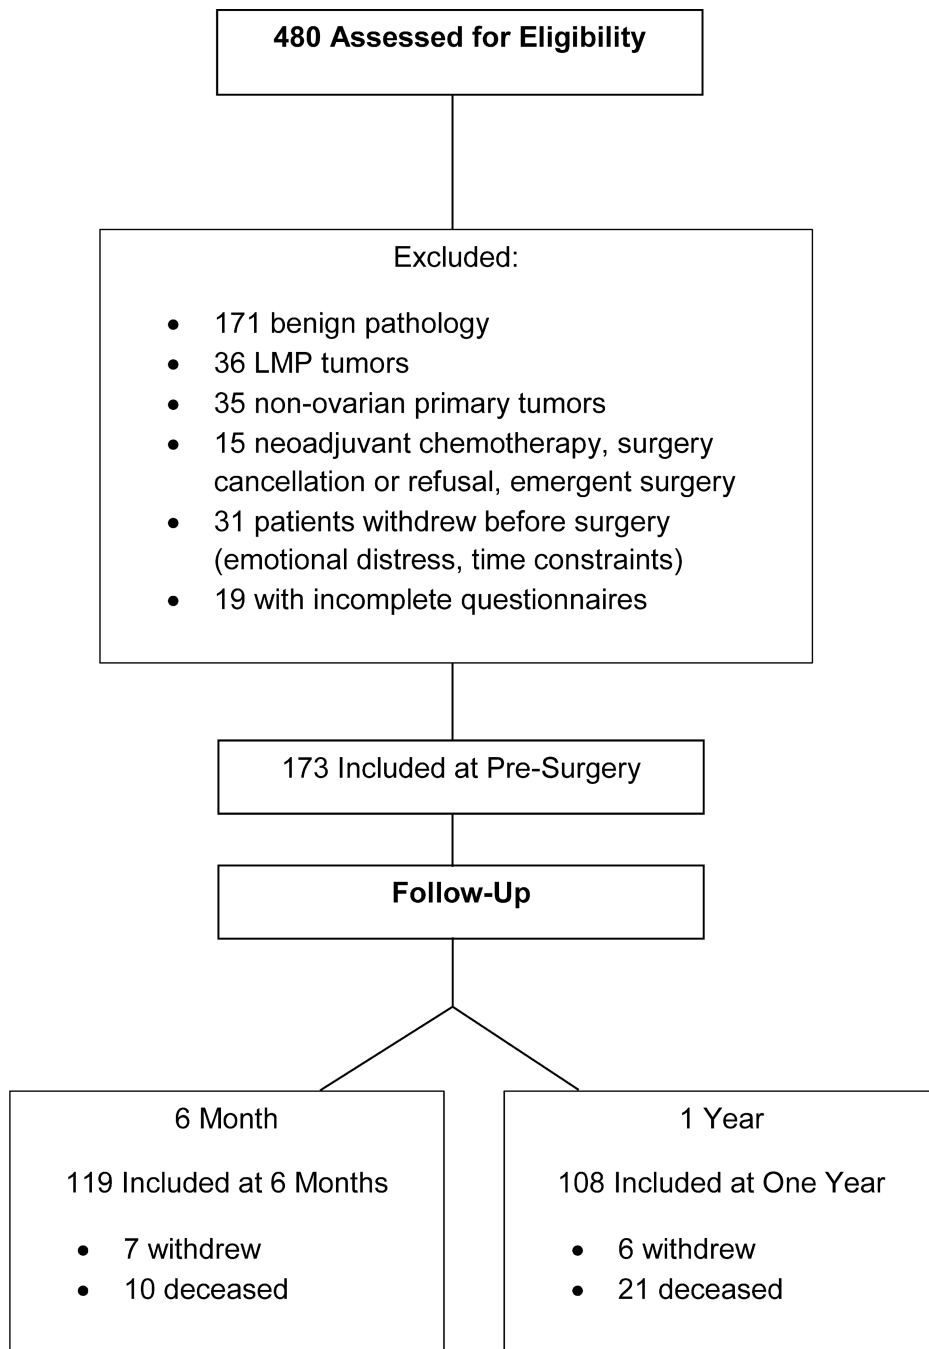 480 Assessed for Eligibility
Excluded:
• 171 benign pathology
• 36 LMP tumors
• 35 non-ovarian primary tumors
• 15 neoadjuvant chemotherapy, surgery
cancellation or refusal, emergent surgery
• 31 patients withdrew before surgery
(emotional distress, time constraints)
• 19 with incomplete questionnaires
173 Included at Pre-Surgery
Follow-Up
6 Month
119 Included at 6 Months
• 7 withdrew
• 10 deceased
1 Year
108 Included at One Year
• 6 withdrew
• 21 deceased